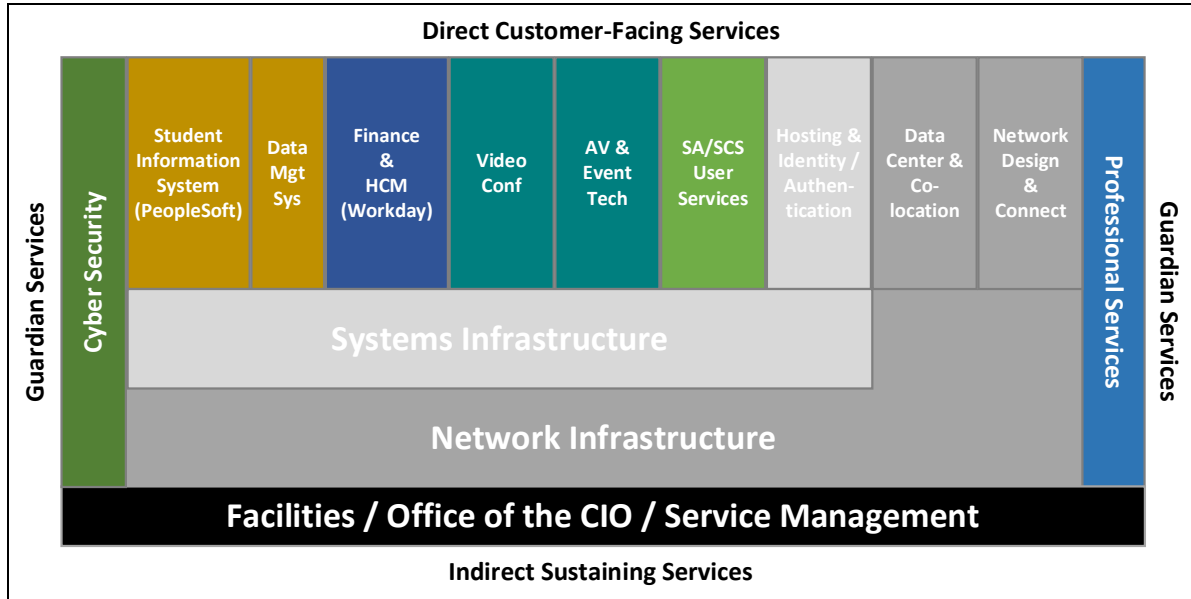 Direct Customer-Facing Services
Guardian Services
Cyber Security
Student
Information
System
(PeopleSoft)
Data
Mgt
Sys
Finance
&
HCM
(Workday)
Video
Conf
AV &
Event
Tech
SA/SCS
User
Services
Hosting &
Identity /
Authen-
tication
Data
Center &
Co-
location
Network
Design
&
Connect
Professional Services
Guardian Services
Systems Infrastructure
Network Infrastructure
Facilities / Office of the CIO / Service Management
Indirect Sustaining Services